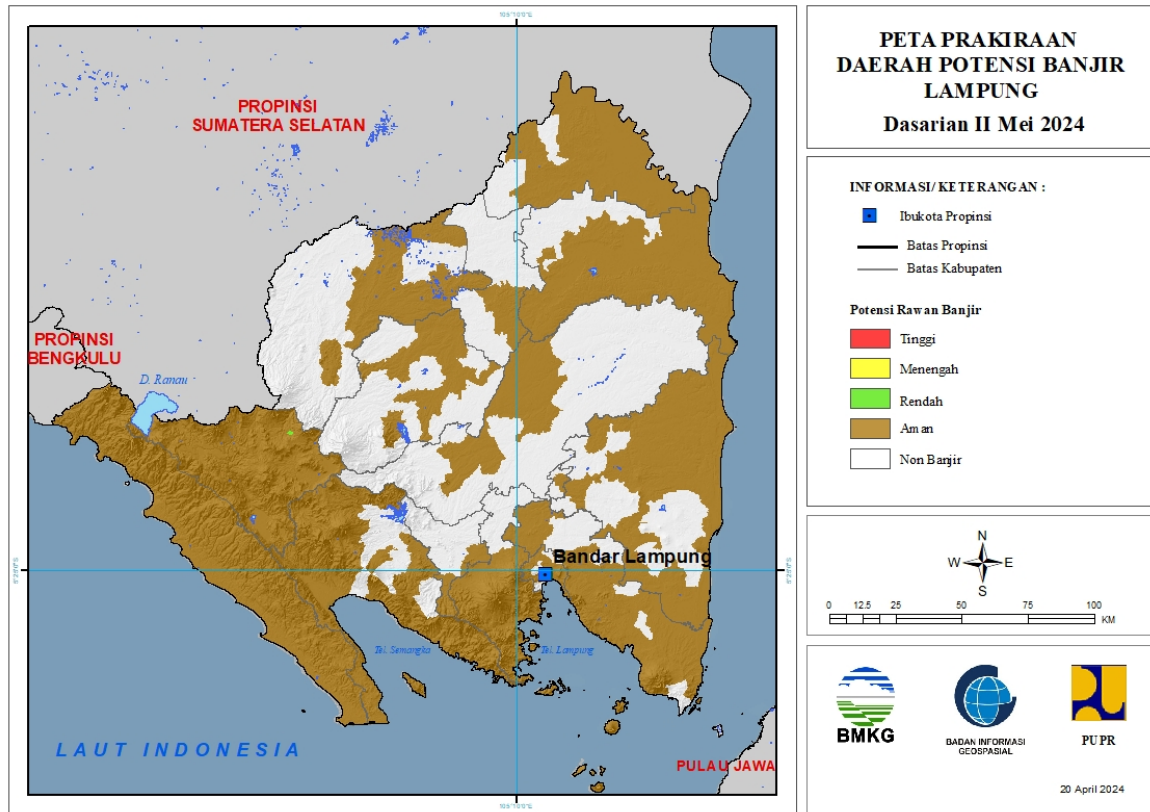 105°0'0"E
PROPINSI
SUMATERA SELATAN
PROPINSI
BENGKULU
D. Ranau
Bandar Lampung
Tel. Semangka
Tel. Lampung
LAUT INDONESIA
PULAU JAWA
PETA PRAKIRAAN
DAERAH POTENSI BANJIR
LAMPUNG
Dasarian II Mei 2024
INFORMASI/ KETERANGAN :
Ibukota Propinsi
Batas Propinsi
Batas Kabupaten
Potensi Rawan Banjir
Tinggi
Menengah
Rendah
Aman
Non Banjir
N
W E
S
0 12.5 25 50 75 100
KM
BMKG
BADAN INFORMASI
GEOSPASIAL
PUPR
20 April 2024